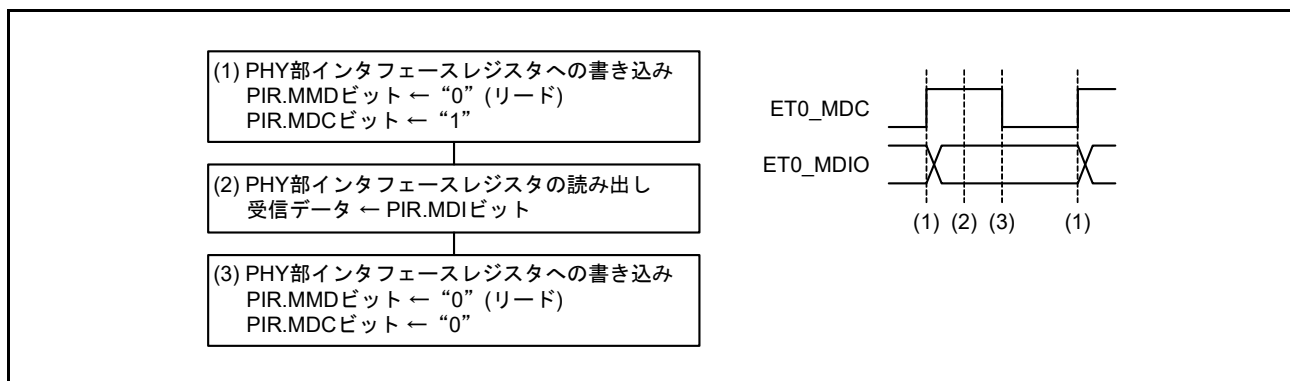 (1) PHY部インタフェースレジスタへの書き込み
PIR.MMDビット ← “0” (リード)
PIR.MDCビット ← “1”
(2) PHY部インタフェースレジスタの読み出し
受信データ ← PIR.MDIビット
(3) PHY部インタフェースレジスタへの書き込み
PIR.MMDビット ← “0” (リード)
PIR.MDCビット ← “0”
ET0_MDC
ET0_MDIO
(1) (2) (3) (1)